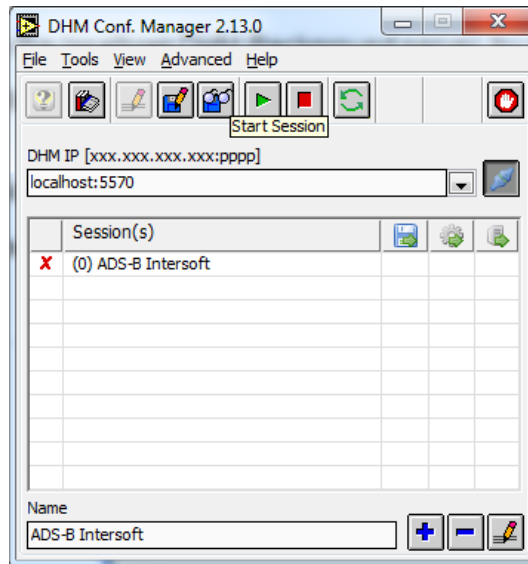 DHM Conf. Manager 2.13.0
File Tools View Advanced Help
Start Session
DHM IP [xxx.xxx.xxx.xxx:pppp]
localhost:5570
Session(s)
X (0) ADS-B Intersoft
Name
ADS-B Intersoft